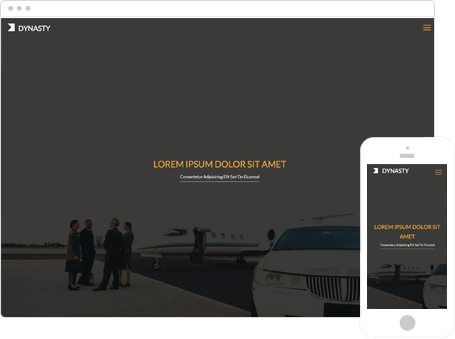 DYNASTY
LOREM IPSUM DOLOR SIT AMET
Consectetur Adipisicing Elit Sed Do Eiusmod
DYNASTY
LOREM IPSUM DOLOR SIT
AMET
Consectetur Adipisicing Elit Sed Do Eiusmod